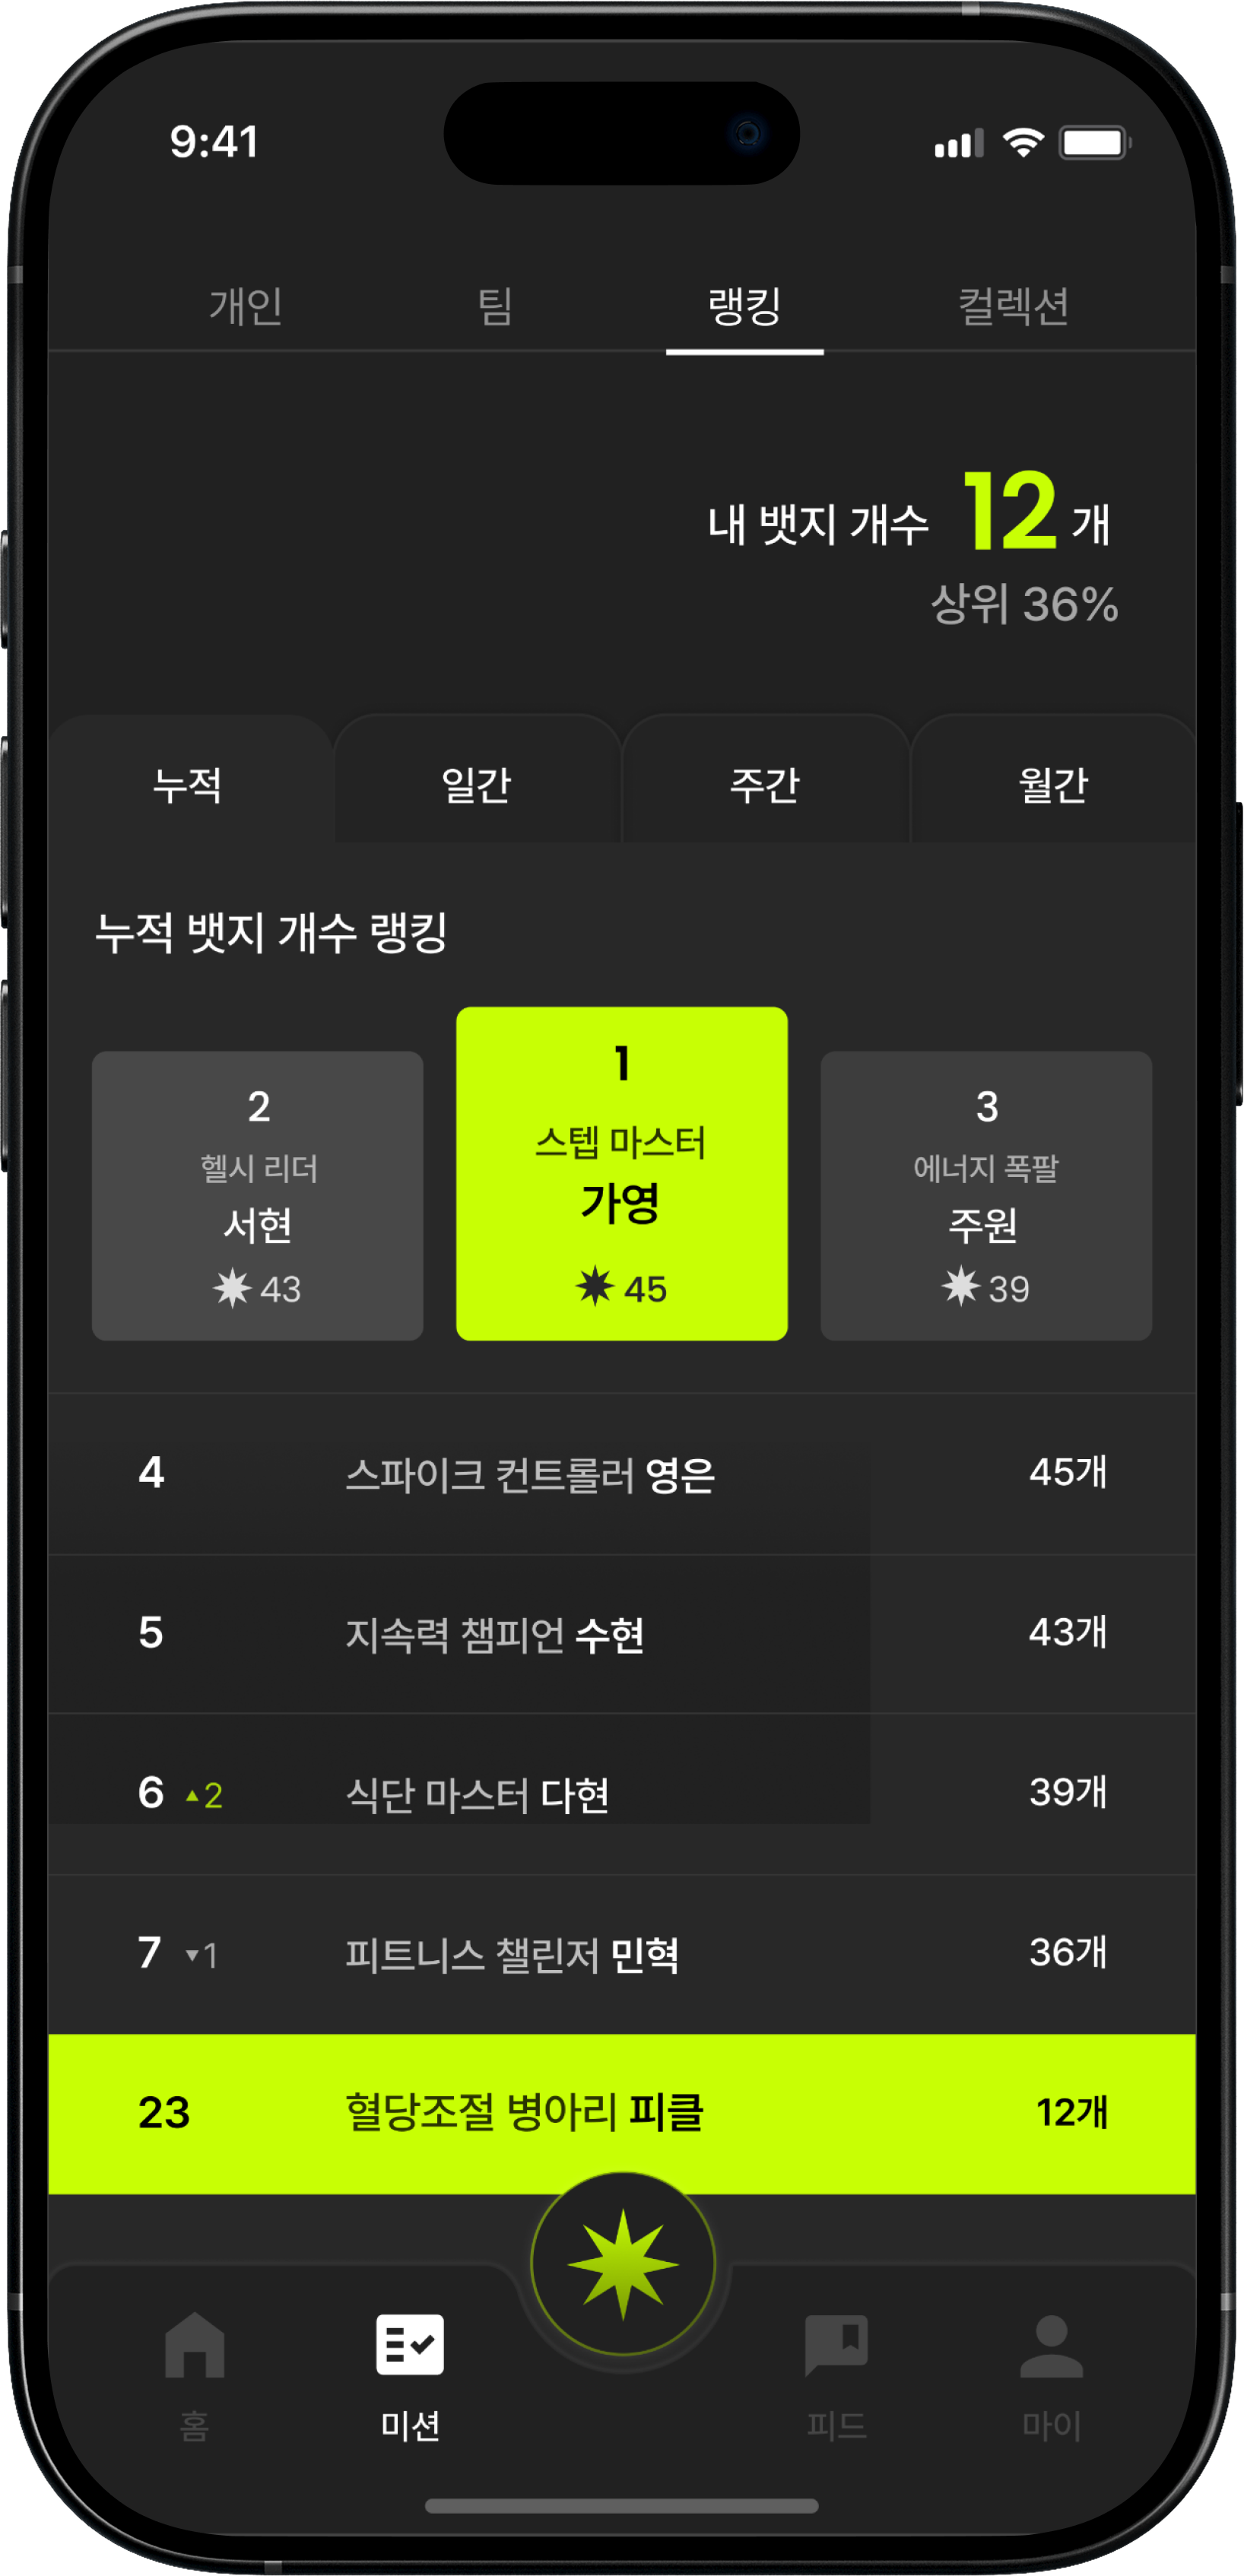 9:41
개인 팀 랭킹 컬렉션
내 뱃지 개수 12 개
상위 36%
누적 일간 주간 월간
누적 뱃지 개수 랭킹
2
헬시 리더
서현
43
1
스텝 마스터
가영
45
3
에너지 폭팔
주원
39
4 스파이크 컨트롤러 영은 45개
5 지속력 챔피언 수현 43개
6 ▲2 식단 마스터 다현 39개
7 ▼1 피트니스 챌린저 민혁 36개
23 혈당조절 병아리 피클 12개
홈 미션 피드 마이